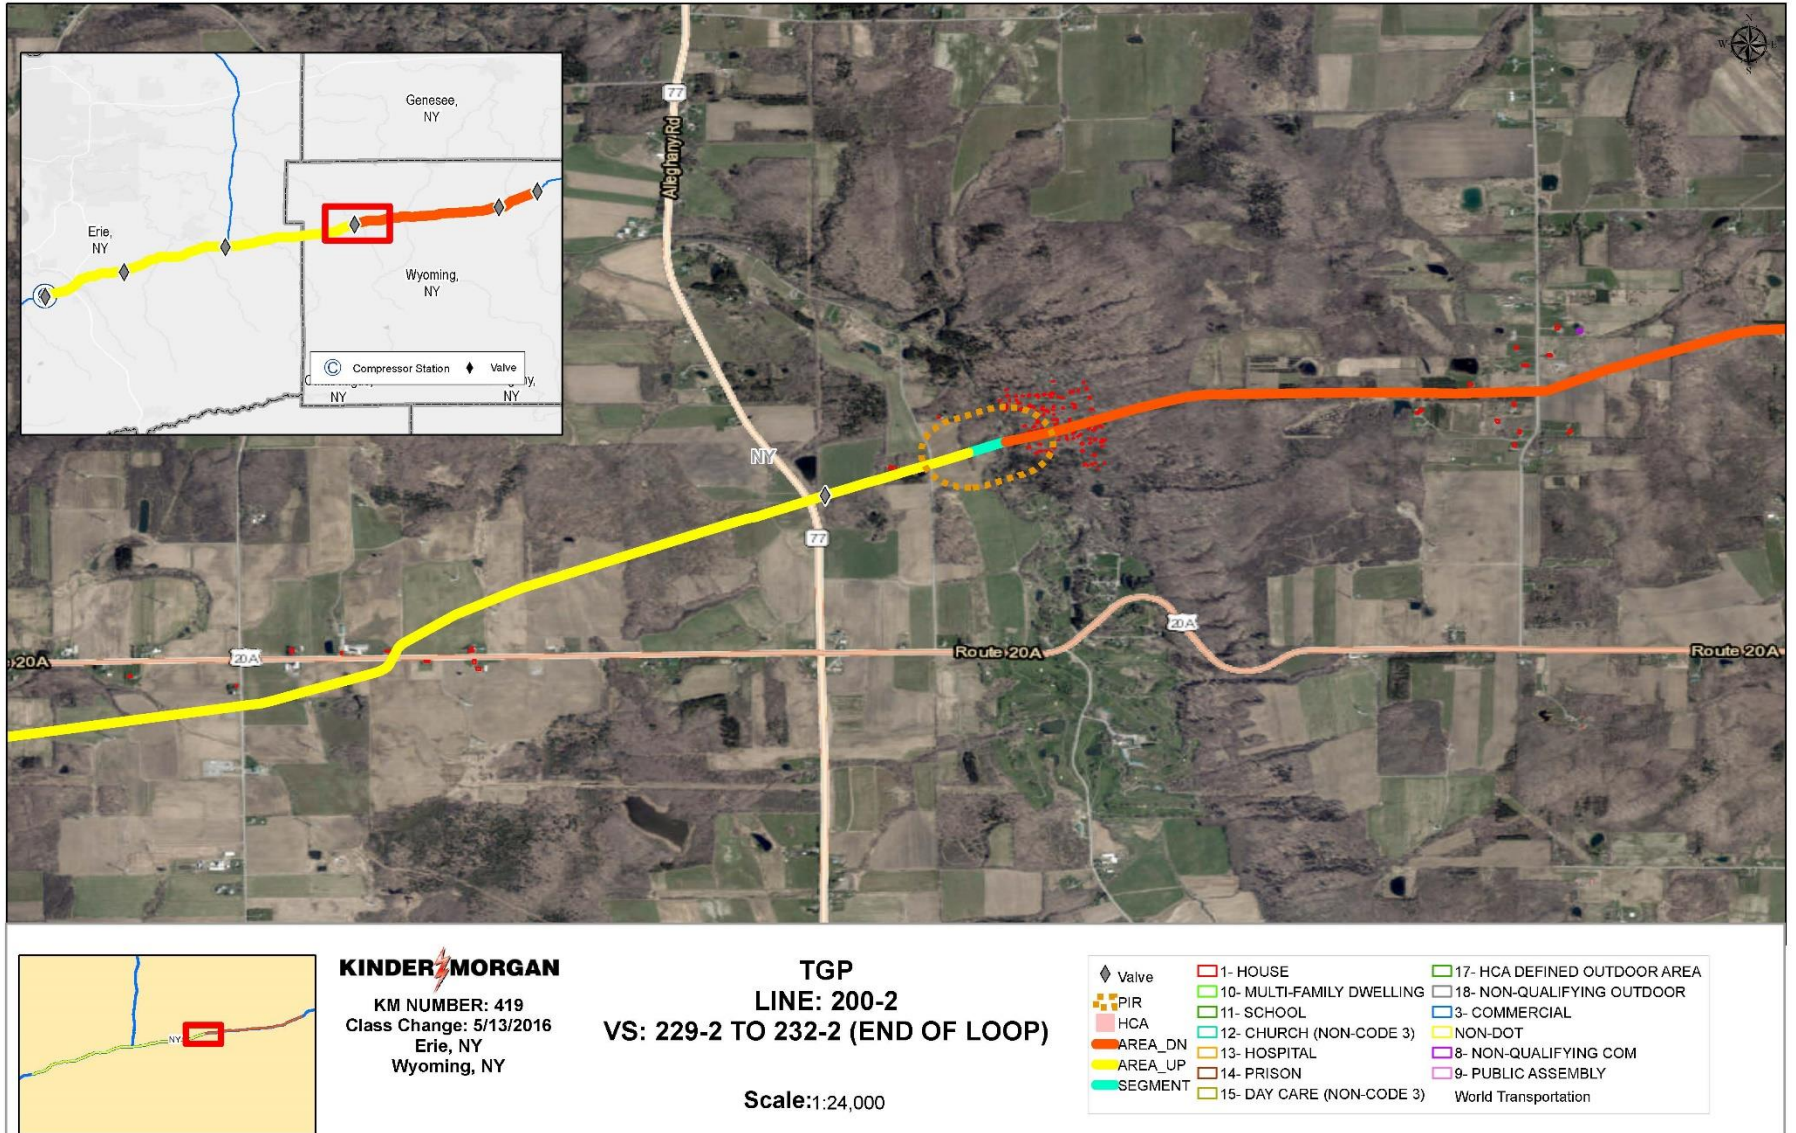 N
W
E
S
Genesee,
NY
Erie,
NY
Wyoming,
NY
C
Compressor Station
Valve
NY
NY
77
Alleghany Rd
NY
77
20A
20A
20A
Route 20A
Route 20A
NY
KINDER MORGAN
KM NUMBER: 419
Class Change: 5/13/2016
Erie, NY
Wyoming, NY
TGP
LINE: 200-2
VS: 229-2 TO 232-2 (END OF LOOP)
Scale:1:24,000
Valve
PIR
HCA
AREA_DN
AREA_UP
SEGMENT
1- HOUSE
10- MULTI-FAMILY DWELLING
11- SCHOOL
12- CHURCH (NON-CODE 3)
13- HOSPITAL
14- PRISON
15- DAY CARE (NON-CODE 3)
17- HCA DEFINED OUTDOOR AREA
18- NON-QUALIFYING OUTDOOR
3- COMMERCIAL
NON-DOT
8- NON-QUALIFYING COM
9- PUBLIC ASSEMBLY
World Transportation